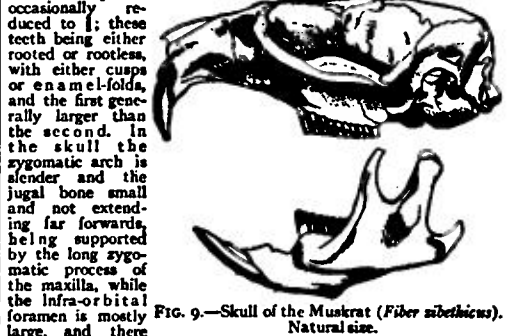 occasionally re-
duced to ; these
teeth being either
rooted or rootless,
with either cusps
or enamel-folds,
and the first gene-
rally larger than
the second. In
the skull the
zygomatic arch is
slender and the
jugal bone small
and not extend-
ing far forwards,
being supported
by the long zygo-
matic process of
the maxilla, while
the Infra-orbital
foramen is mostly
large, and there
FIG. 9.—Skull of the Muskrat (Fiber zibethicus).
Natural size.